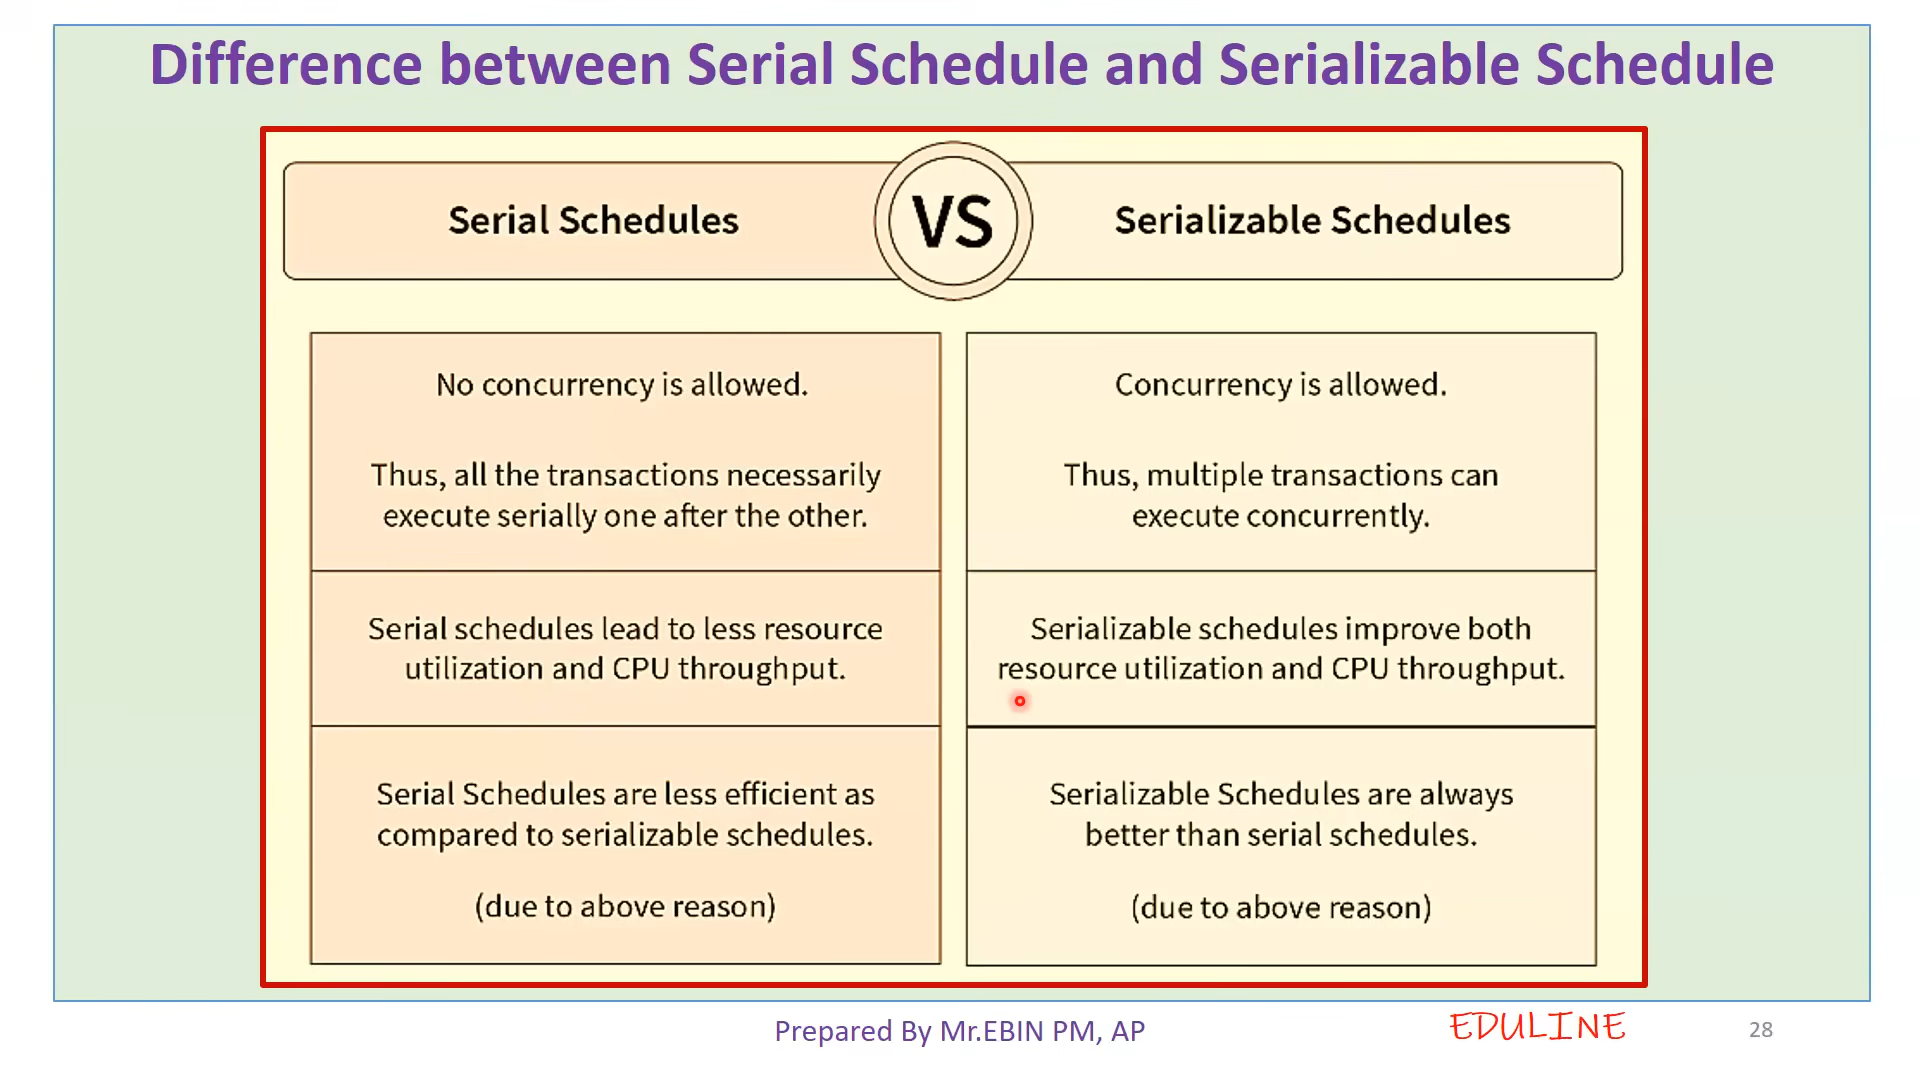 Difference between Serial Schedule and Serializable Schedule
Serial Schedules
VS
Serializable Schedules
No concurrency is allowed.
Thus, all the transactions necessarily
execute serially one after the other.
Serial schedules lead to less resource
utilization and CPU throughput.
Serial Schedules are less efficient as
compared to serializable schedules.
(due to above reason)
Concurrency is allowed.
Thus, multiple transactions can
execute concurrently.
Serializable schedules improve both
resource utilization and CPU throughput.
Serializable Schedules are always
better than serial schedules.
(due to above reason)
Prepared By Mr.EBIN PM, AP
EDULINE
28